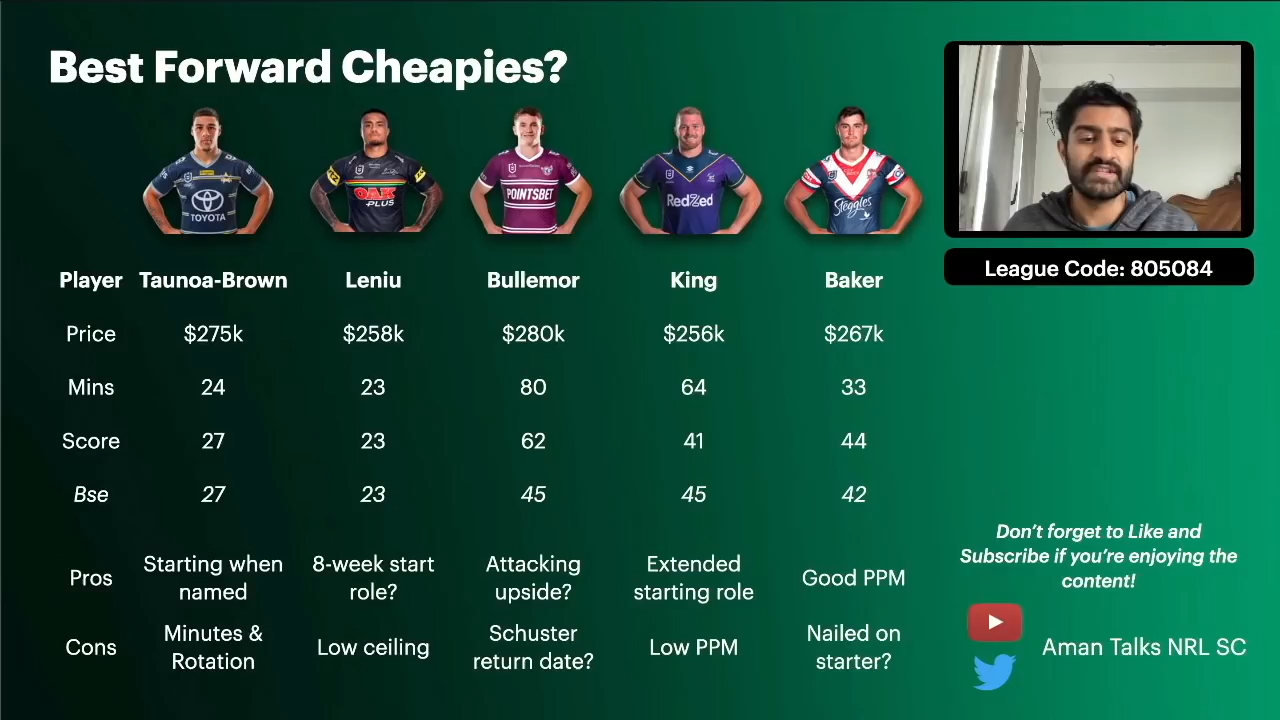 Best Forward Cheapies?
TOYOTA
OAK
PLUS
POINTSBET
RedZed
Steggles
League Code: 805084
Player Taunoa-Brown Leniu Bullemor King Baker
Price $275k $258k $280k $256k $267k
Mins 24 23 80 64 33
Score 27 23 62 41 44
Bse 27 23 45 45 42
Pros Starting when named 8-week start role? Attacking upside? Extended starting role Good PPM
Cons Minutes & Rotation Low ceiling Schuster return date? Low PPM Nailed on starter?
Don't forget to Like and
Subscribe if you're enjoying the
content!
Aman Talks NRL SC